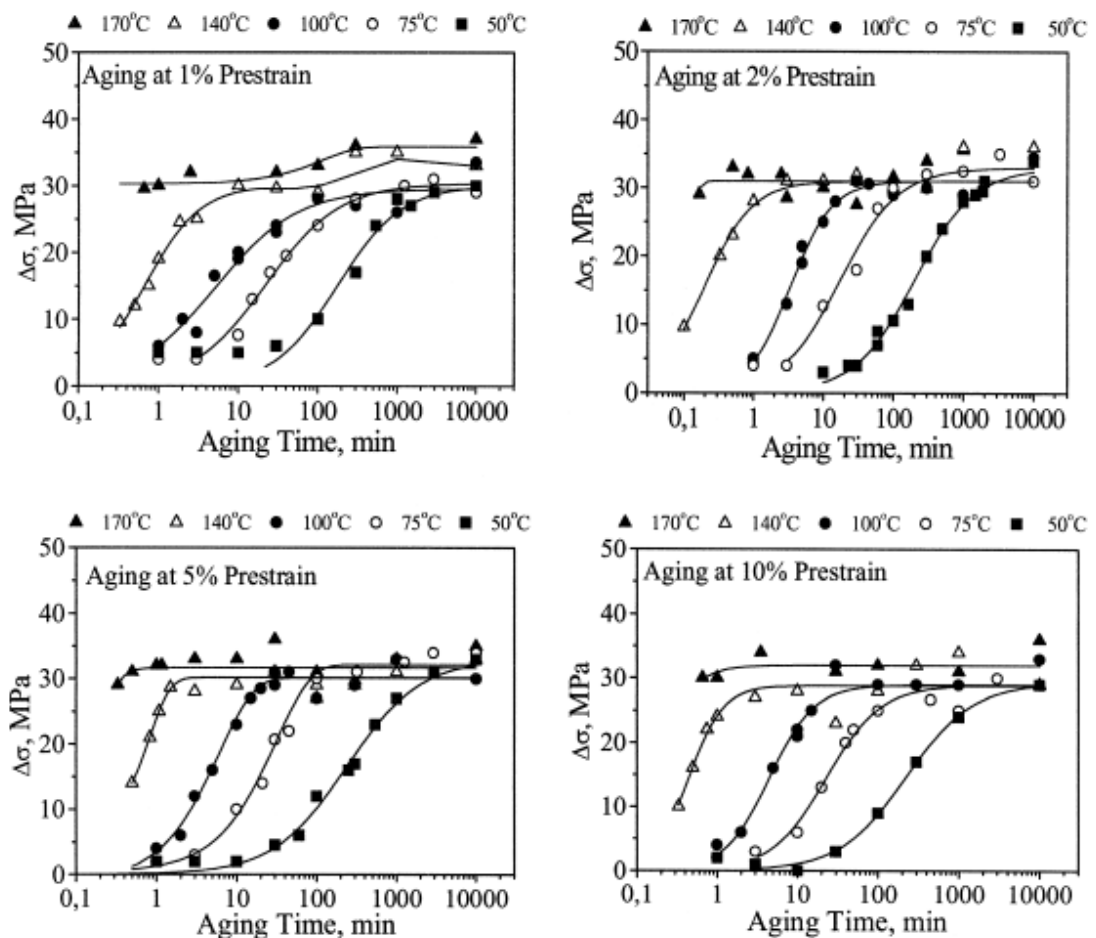 ▲ 170°C △ 140°C ● 100°C ○ 75°C ■ 50°C
50
Aging at 1% Prestrain
40
30
20
10
0
Δσ, MPa
0,1 1 10 100 1000 10000
Aging Time, min
▲ 170°C △ 140°C ● 100°C ○ 75°C ■ 50°C
50
Aging at 2% Prestrain
40
30
20
10
0
Δσ, MPa
0,1 1 10 100 1000 10000
Aging Time, min
▲ 170°C △ 140°C ● 100°C ○ 75°C ■ 50°C
50
Aging at 5% Prestrain
40
30
20
10
0
Δσ, MPa
0,1 1 10 100 1000 10000
Aging Time, min
▲ 170°C △ 140°C ● 100°C ○ 75°C ■ 50°C
50
Aging at 10% Prestrain
40
30
20
10
0
Δσ, MPa
0,1 1 10 100 1000 10000
Aging Time, min